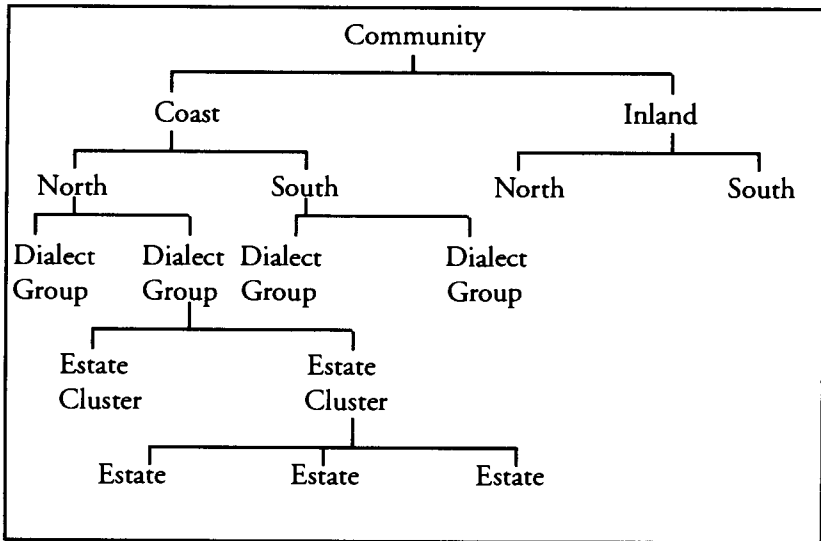 Community
Coast Inland
North South North South
Dialect Dialect Dialect Dialect
Group Group Group Group
Estate Estate
Cluster Cluster
Estate Estate Estate